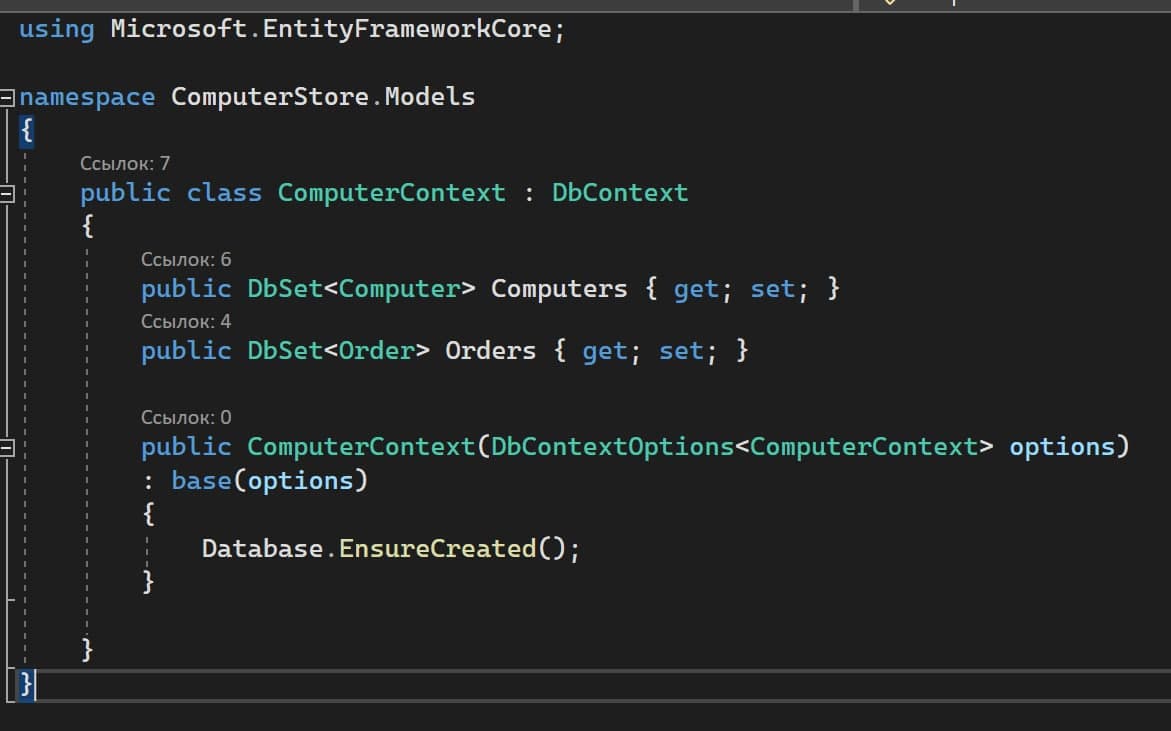 using Microsoft.EntityFrameworkCore;
namespace ComputerStore.Models
{
Ссылок: 7
public class ComputerContext : DbContext
{
Ссылок: 6
public DbSet<Computer> Computers { get; set; }
Ссылок: 4
public DbSet<Order> Orders { get; set; }
Ссылок: 0
public ComputerContext(DbContextOptions<ComputerContext> options)
: base(options)
{
Database.EnsureCreated();
}
}
}